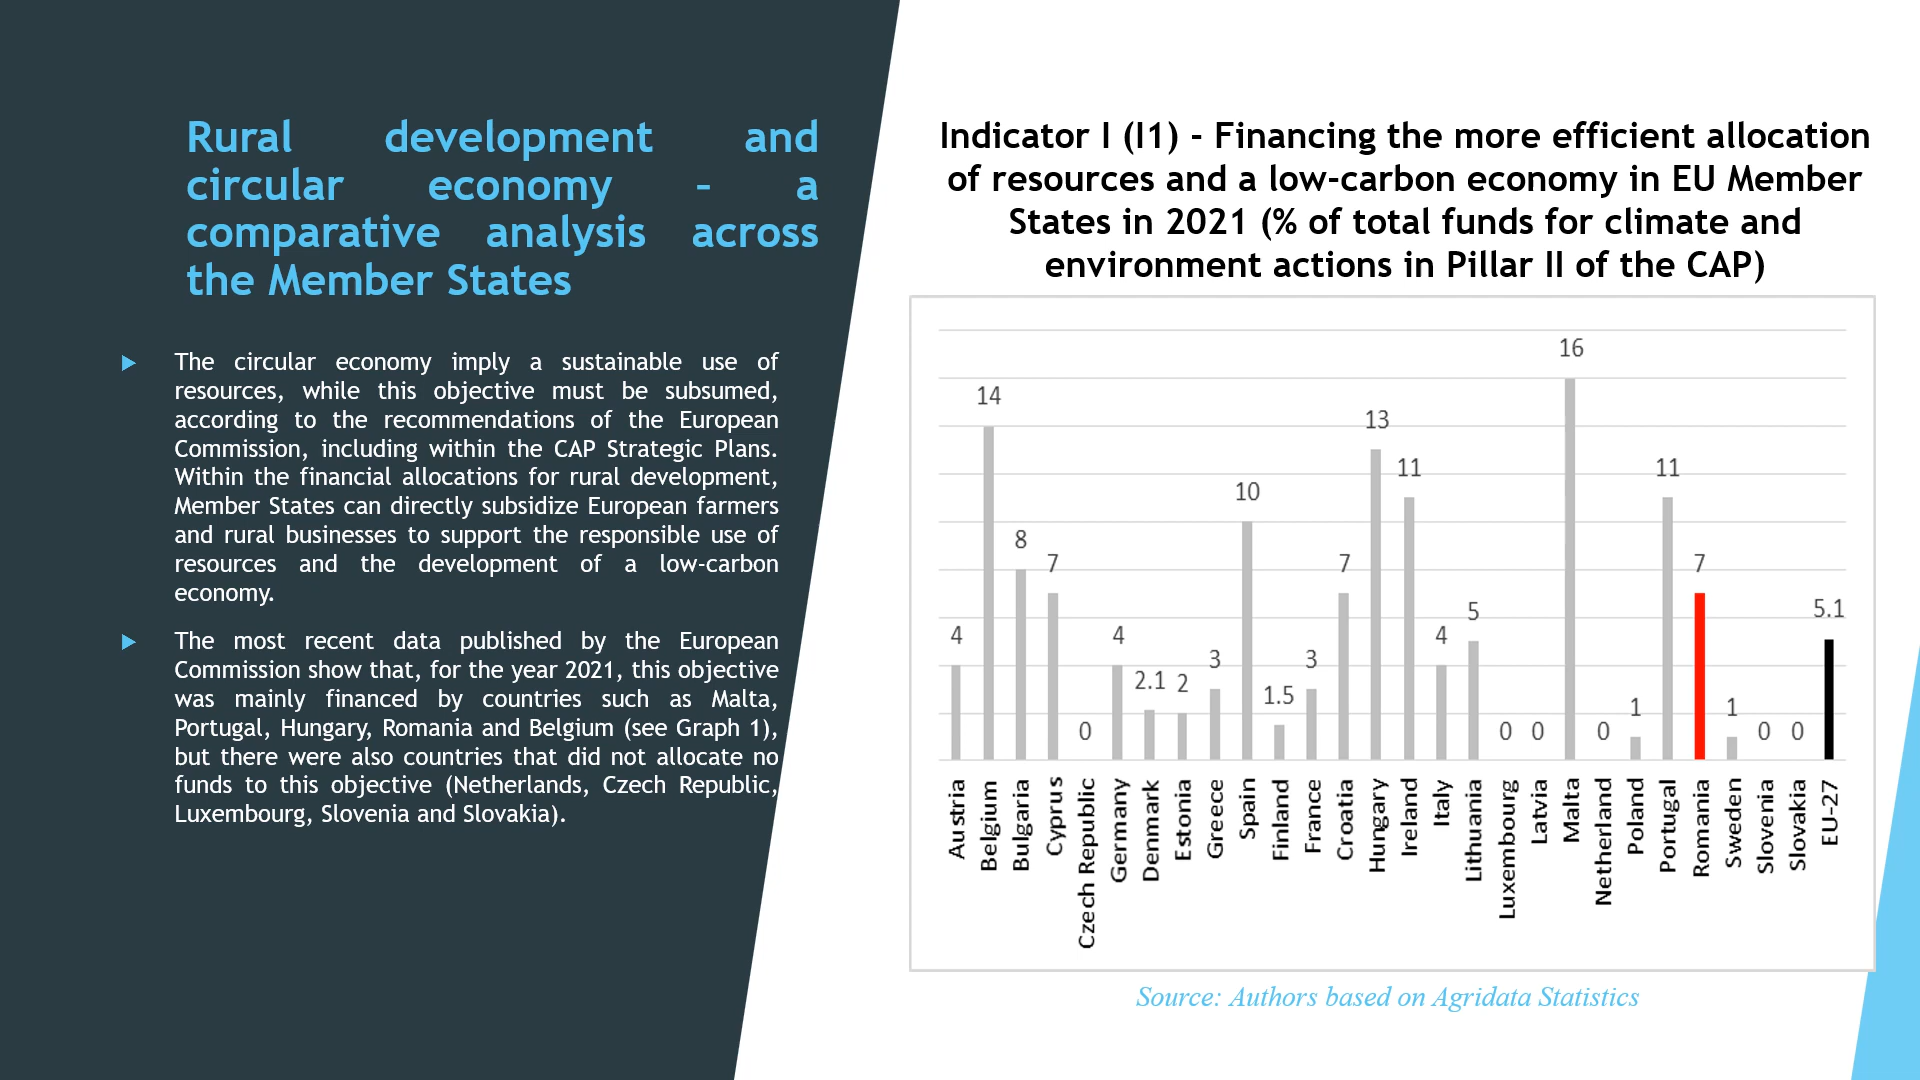 Rural development and
circular economy – a
comparative analysis across
the Member States
The circular economy imply a sustainable use of
resources, while this objective must be subsumed,
according to the recommendations of the European
Commission, including within the CAP Strategic Plans.
Within the financial allocations for rural development,
Member States can directly subsidize European farmers
and rural businesses to support the responsible use of
resources and the development of a low-carbon
economy.
The most recent data published by the European
Commission show that, for the year 2021, this objective
was mainly financed by countries such as Malta,
Portugal, Hungary, Romania and Belgium (see Graph 1),
but there were also countries that did not allocate no
funds to this objective (Netherlands, Czech Republic,
Luxembourg, Slovenia and Slovakia).
Indicator I (I1) - Financing the more efficient allocation
of resources and a low-carbon economy in EU Member
States in 2021 (% of total funds for climate and
environment actions in Pillar II of the CAP)
4
14
8
7
0
4
2.1
2
3
10
1.5
3
7
13
11
4
5
0
0
16
0
1
11
7
1
0
0
5.1
Austria
Belgium
Bulgaria
Cyprus
Czech Republic
Germany
Denmark
Estonia
Greece
Spain
Finland
France
Croatia
Hungary
Ireland
Italy
Lithuania
Luxembourg
Latvia
Malta
Netherland
Poland
Portugal
Romania
Sweden
Slovenia
Slovakia
EU-27
Source: Authors based on Agridata Statistics